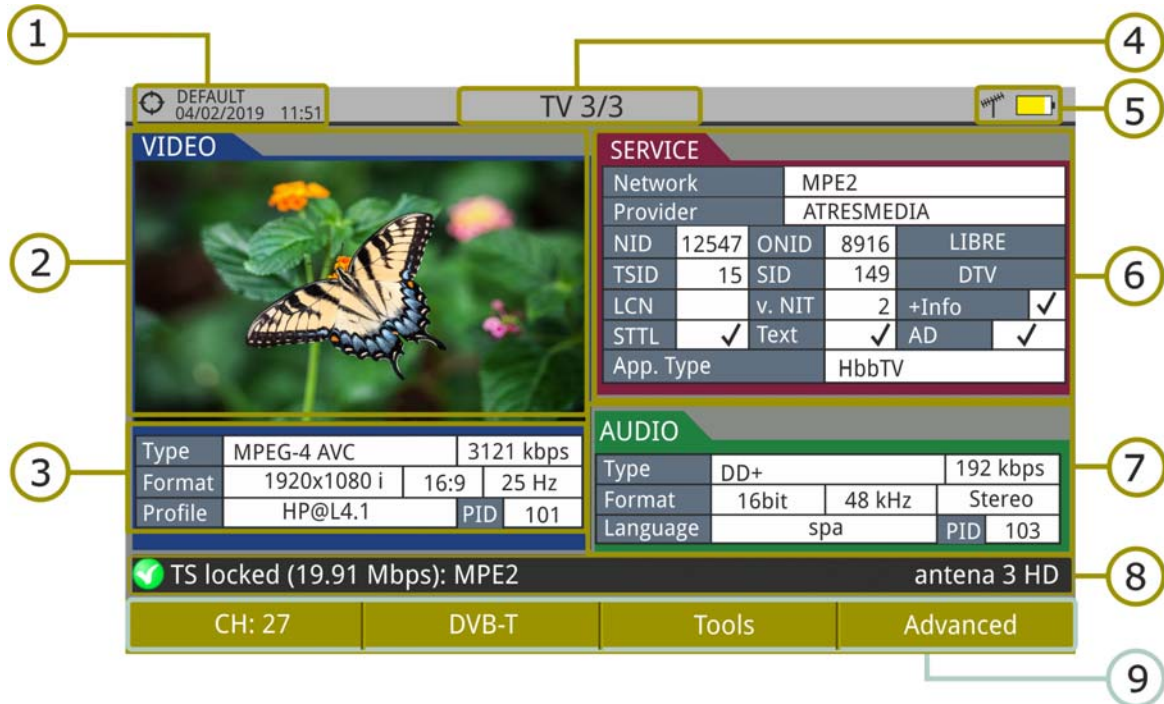 1
4
DEFAULT
04/02/2019 11:51
TV 3/3
5
VIDEO
2
SERVICE
Network MPE2
Provider ATRESMEDIA
NID 12547 ONID 8916 LIBRE
TSID 15 SID 149 DTV
LCN v. NIT 2 +Info ✓
STTL ✓ Text ✓ AD ✓
App. Type HbbTV
6
3
Type MPEG-4 AVC 3121 kbps
Format 1920x1080 i 16:9 25 Hz
Profile HP@L4.1 PID 101
AUDIO
Type DD+ 192 kbps
Format 16bit 48 kHz Stereo
Language spa PID 103
7
TS locked (19.91 Mbps): MPE2 antena 3 HD
8
CH: 27 DVB-T Tools Advanced
9